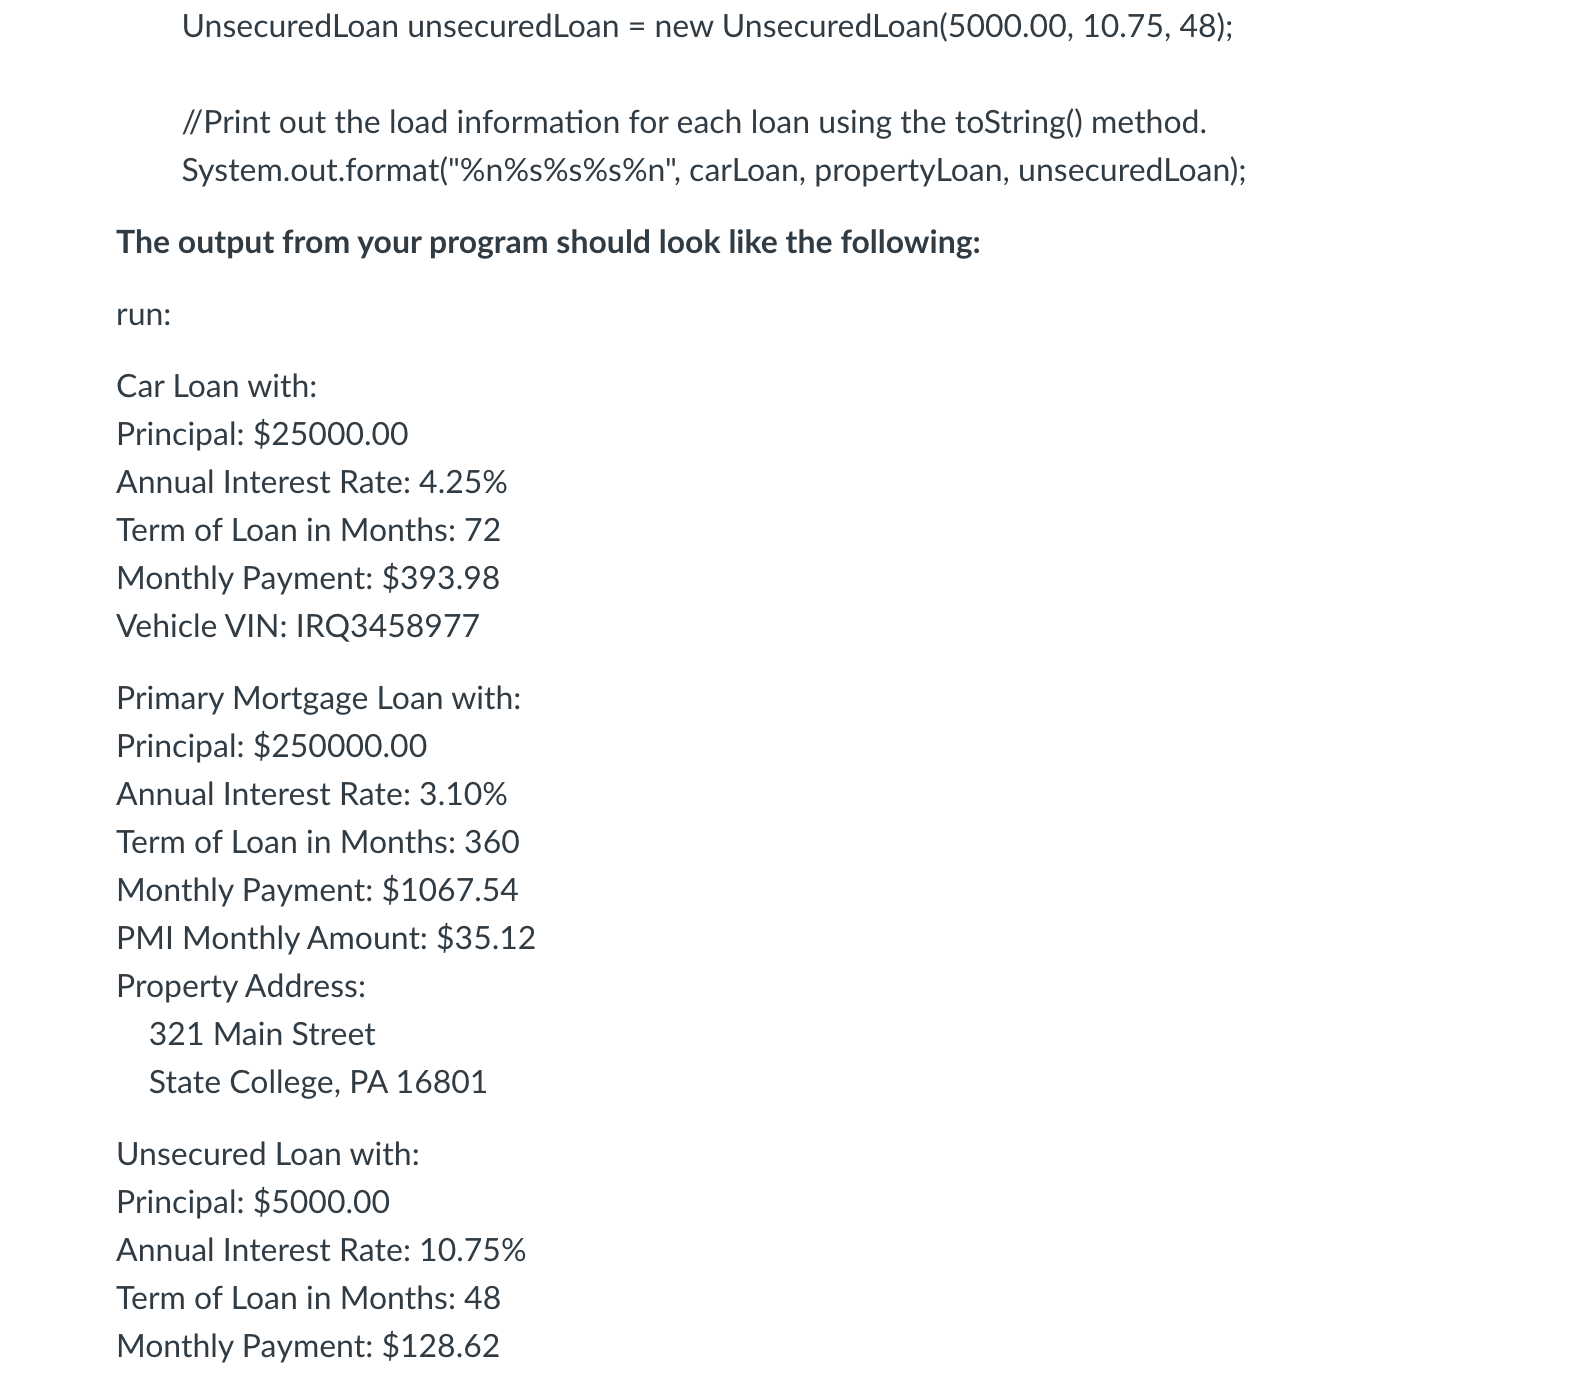 UnsecuredLoan unsecuredLoan = new UnsecuredLoan(5000.00, 10.75, 48);
//Print out the load information for each loan using the toString() method.
System.out.format("%n%s%s%s%n", carLoan, propertyLoan, unsecuredLoan);
The output from your program should look like the following:
run:
Car Loan with:
Principal: $25000.00
Annual Interest Rate: 4.25%
Term of Loan in Months: 72
Monthly Payment: $393.98
Vehicle VIN: IRQ3458977
Primary Mortgage Loan with:
Principal: $250000.00
Annual Interest Rate: 3.10%
Term of Loan in Months: 360
Monthly Payment: $1067.54
PMI Monthly Amount: $35.12
Property Address:
321 Main Street
State College, PA 16801
Unsecured Loan with:
Principal: $5000.00
Annual Interest Rate: 10.75%
Term of Loan in Months: 48
Monthly Payment: $128.62